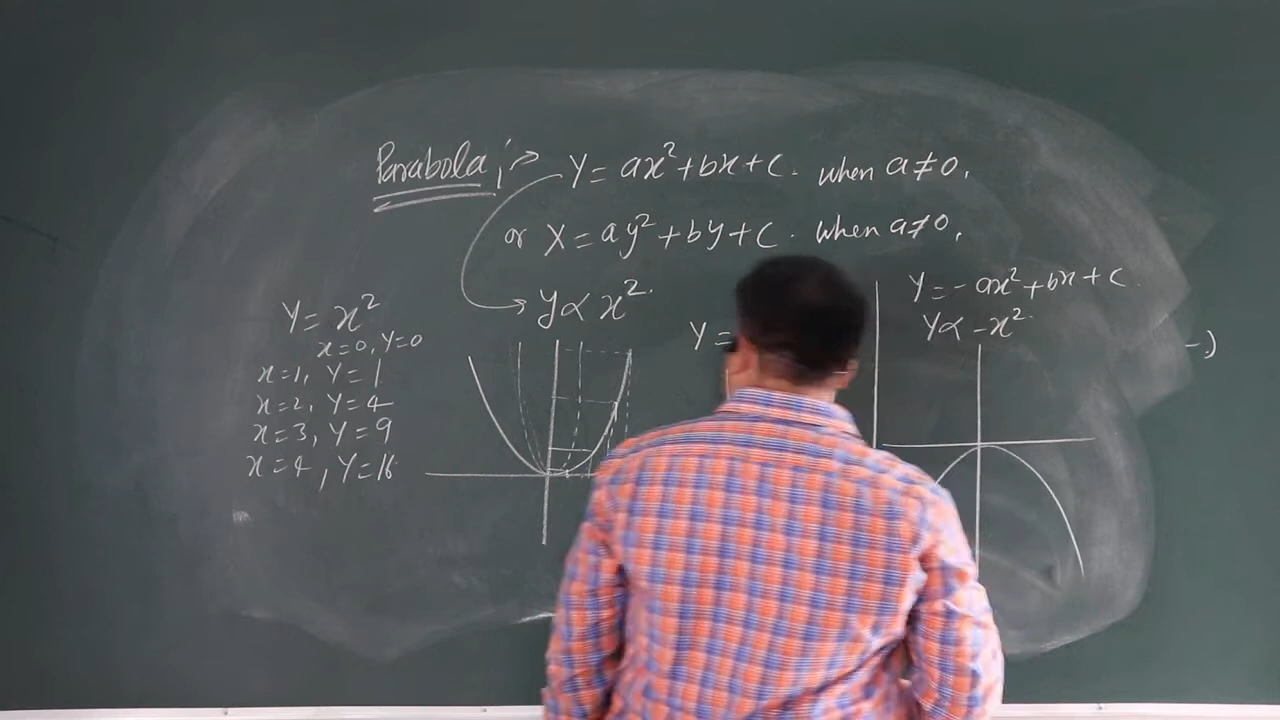 Parabola ;→ Y = ax² + bx + c . when a ≠ 0 ,
or X = ay² + by + c . when a ≠ 0 ,
Y ∝ x² .
Y = x²
x=0, Y=0
x=1, Y=1
x=2, Y=4
x=3, Y=9
x=4, Y=16
Y =
Y = - ax² + bx + c .
Y ∝ - x² .